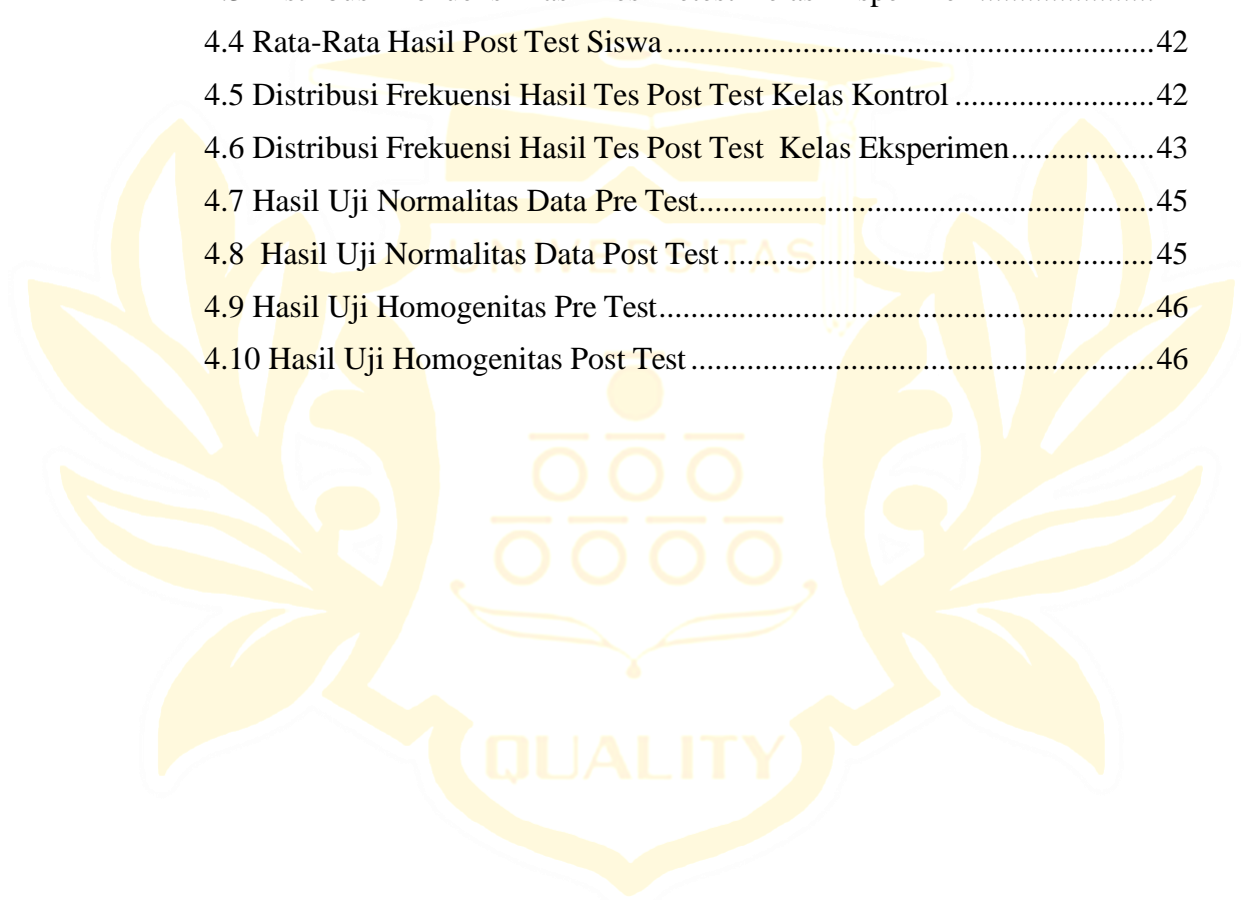 4.4 Rata-Rata Hasil Post Test Siswa ............................................................42
4.5 Distribusi Frekuensi Hasil Tes Post Test Kelas Kontrol .........................42
4.6 Distribusi Frekuensi Hasil Tes Post Test  Kelas Eksperimen..................43
4.7 Hasil Uji Normalitas Data Pre Test.........................................................45
4.8  Hasil Uji Normalitas Data Post Test ......................................................45
UNIVERSITAS
4.9 Hasil Uji Homogenitas Pre Test..............................................................46
4.10 Hasil Uji Homogenitas Post Test ..........................................................46
QUALITY